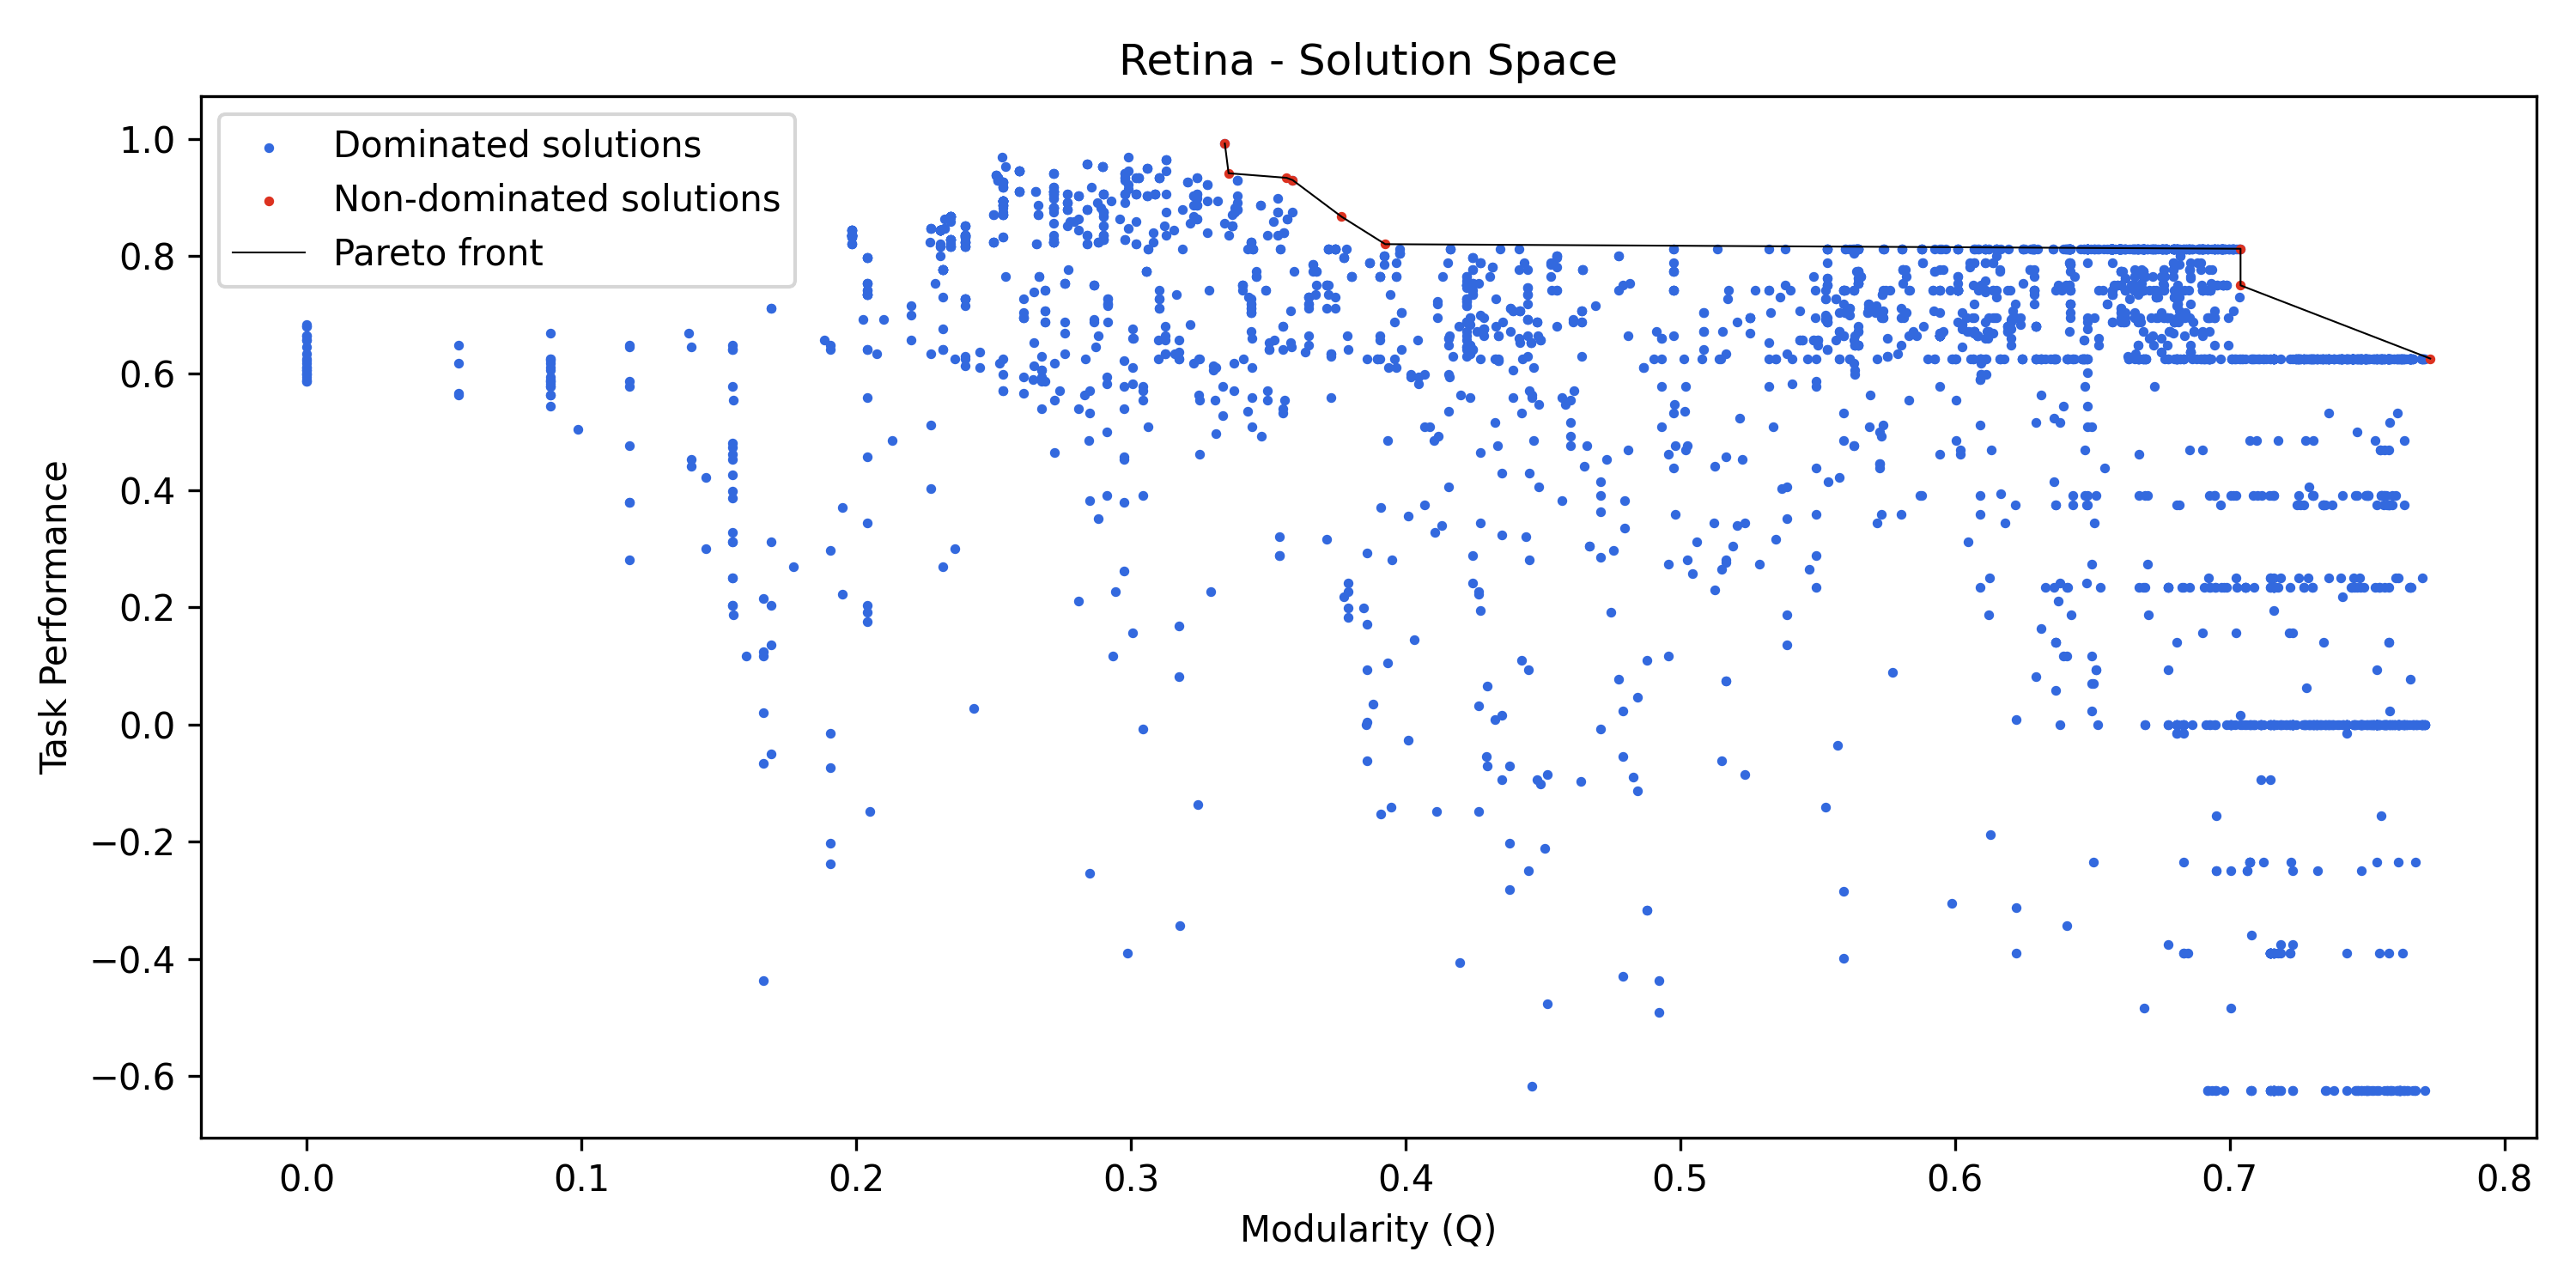 Retina - Solution Space
Dominated solutions
Non-dominated solutions
Pareto front
1.0
0.8
0.6
0.4
0.2
0.0
−0.2
−0.4
−0.6
Task Performance
0.0 0.1 0.2 0.3 0.4 0.5 0.6 0.7 0.8
Modularity (Q)